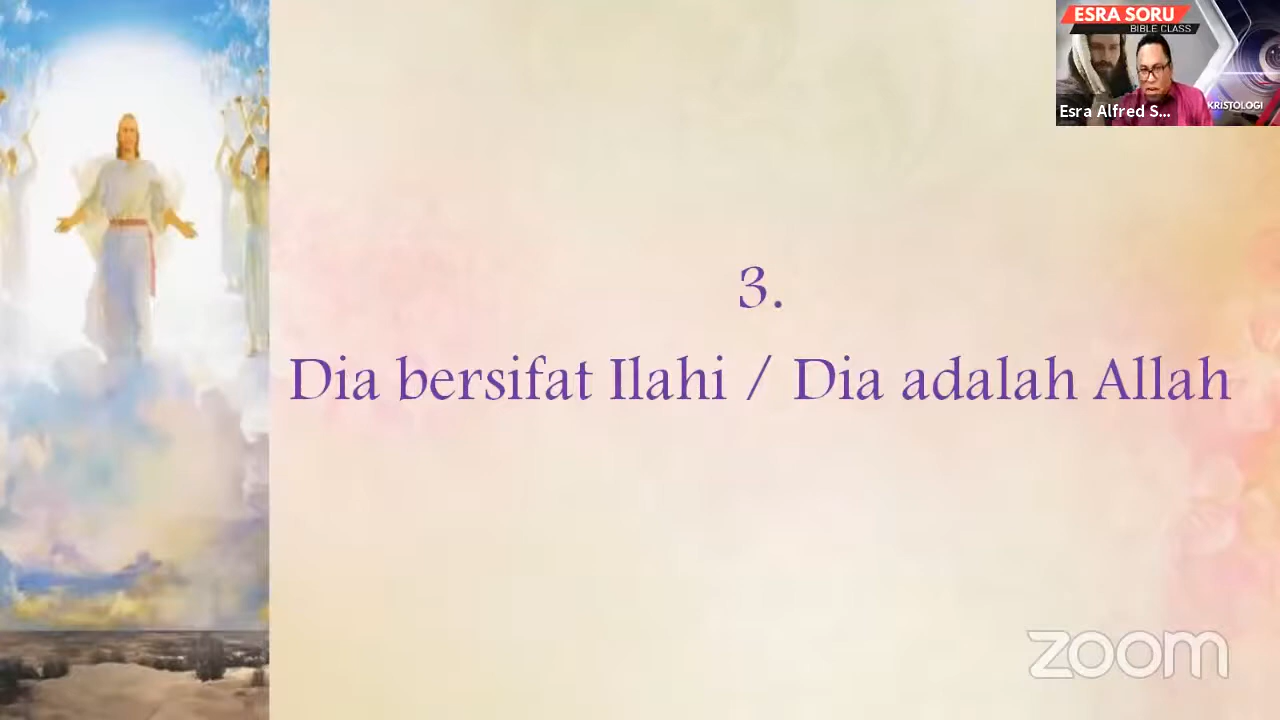 ESRA SORU
BIBLE CLASS
Esra Alfred S...
KRISTOLOGI
3.
Dia bersifat Ilahi / Dia adalah Allah
zoom